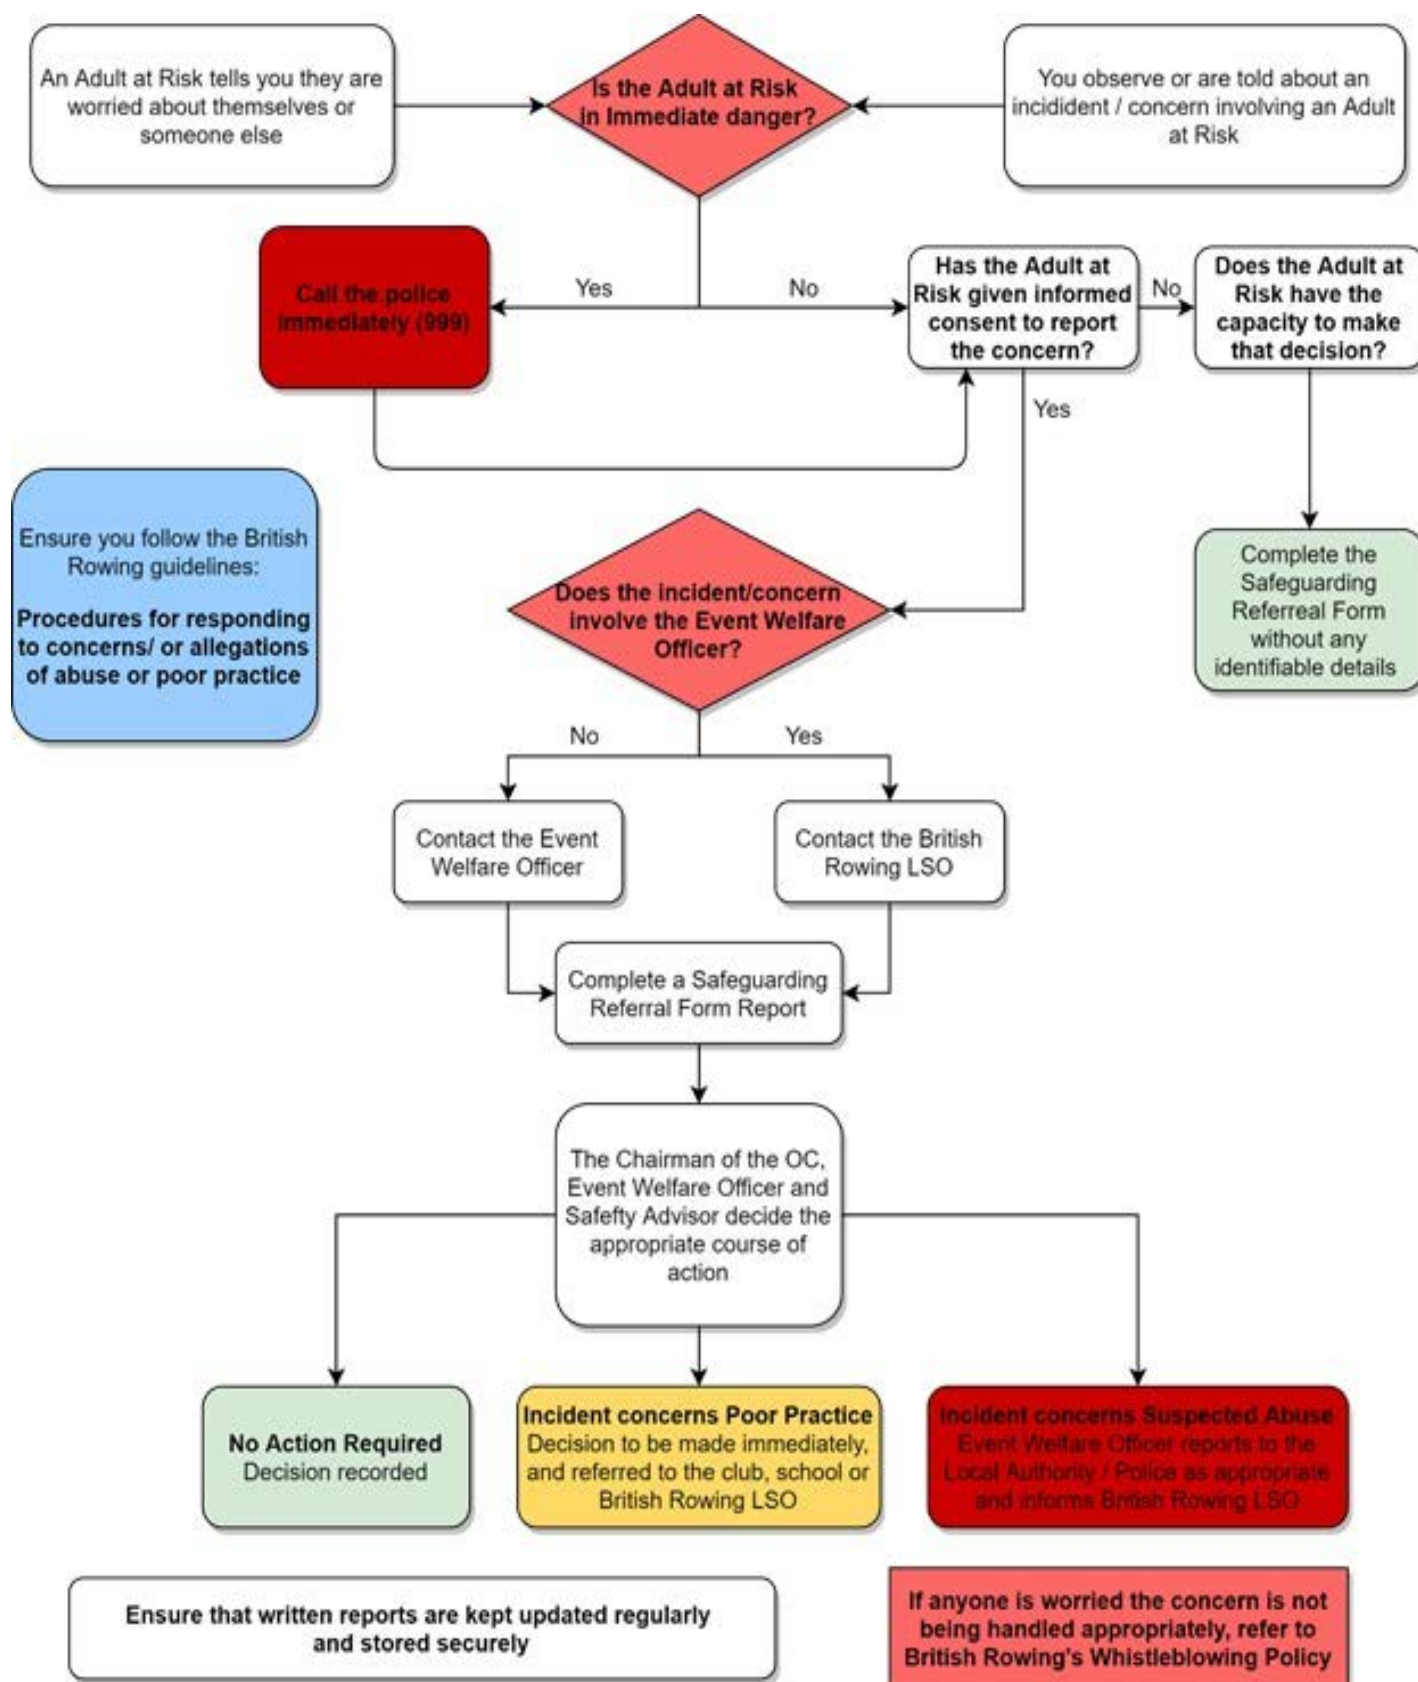 An Adult at Risk tells you they are
worried about themselves or
someone else
Is the Adult at Risk
in Immediate danger?
You observe or are told about an
incidident / concern involving an Adult
at Risk
Call the police
immediately (999)
Yes
No
Has the Adult at
Risk given informed
consent to report
the concern?
No
Does the Adult at
Risk have the
capacity to make
that decision?
Yes
Ensure you follow the British
Rowing guidelines:
Procedures for responding
to concerns/ or allegations
of abuse or poor practice
Does the incident/concern
involve the Event Welfare
Officer?
Complete the
Safeguarding
Referreal Form
without any
identifiable details
No
Yes
Contact the Event
Welfare Officer
Contact the British
Rowing LSO
Complete a Safeguarding
Referral Form Report
The Chairman of the OC,
Event Welfare Officer and
Safefty Advisor decide the
appropriate course of
action
No Action Required
Decision recorded
Incident concerns Poor Practice
Decision to be made immediately,
and referred to the club, school or
British Rowing LSO
Incident concerns Suspected Abuse
Event Welfare Officer reports to the
Local Authority / Police as appropriate
and informs British Rowing LSO
Ensure that written reports are kept updated regularly
and stored securely
If anyone is worried the concern is not
being handled appropriately, refer to
British Rowing's Whistleblowing Policy